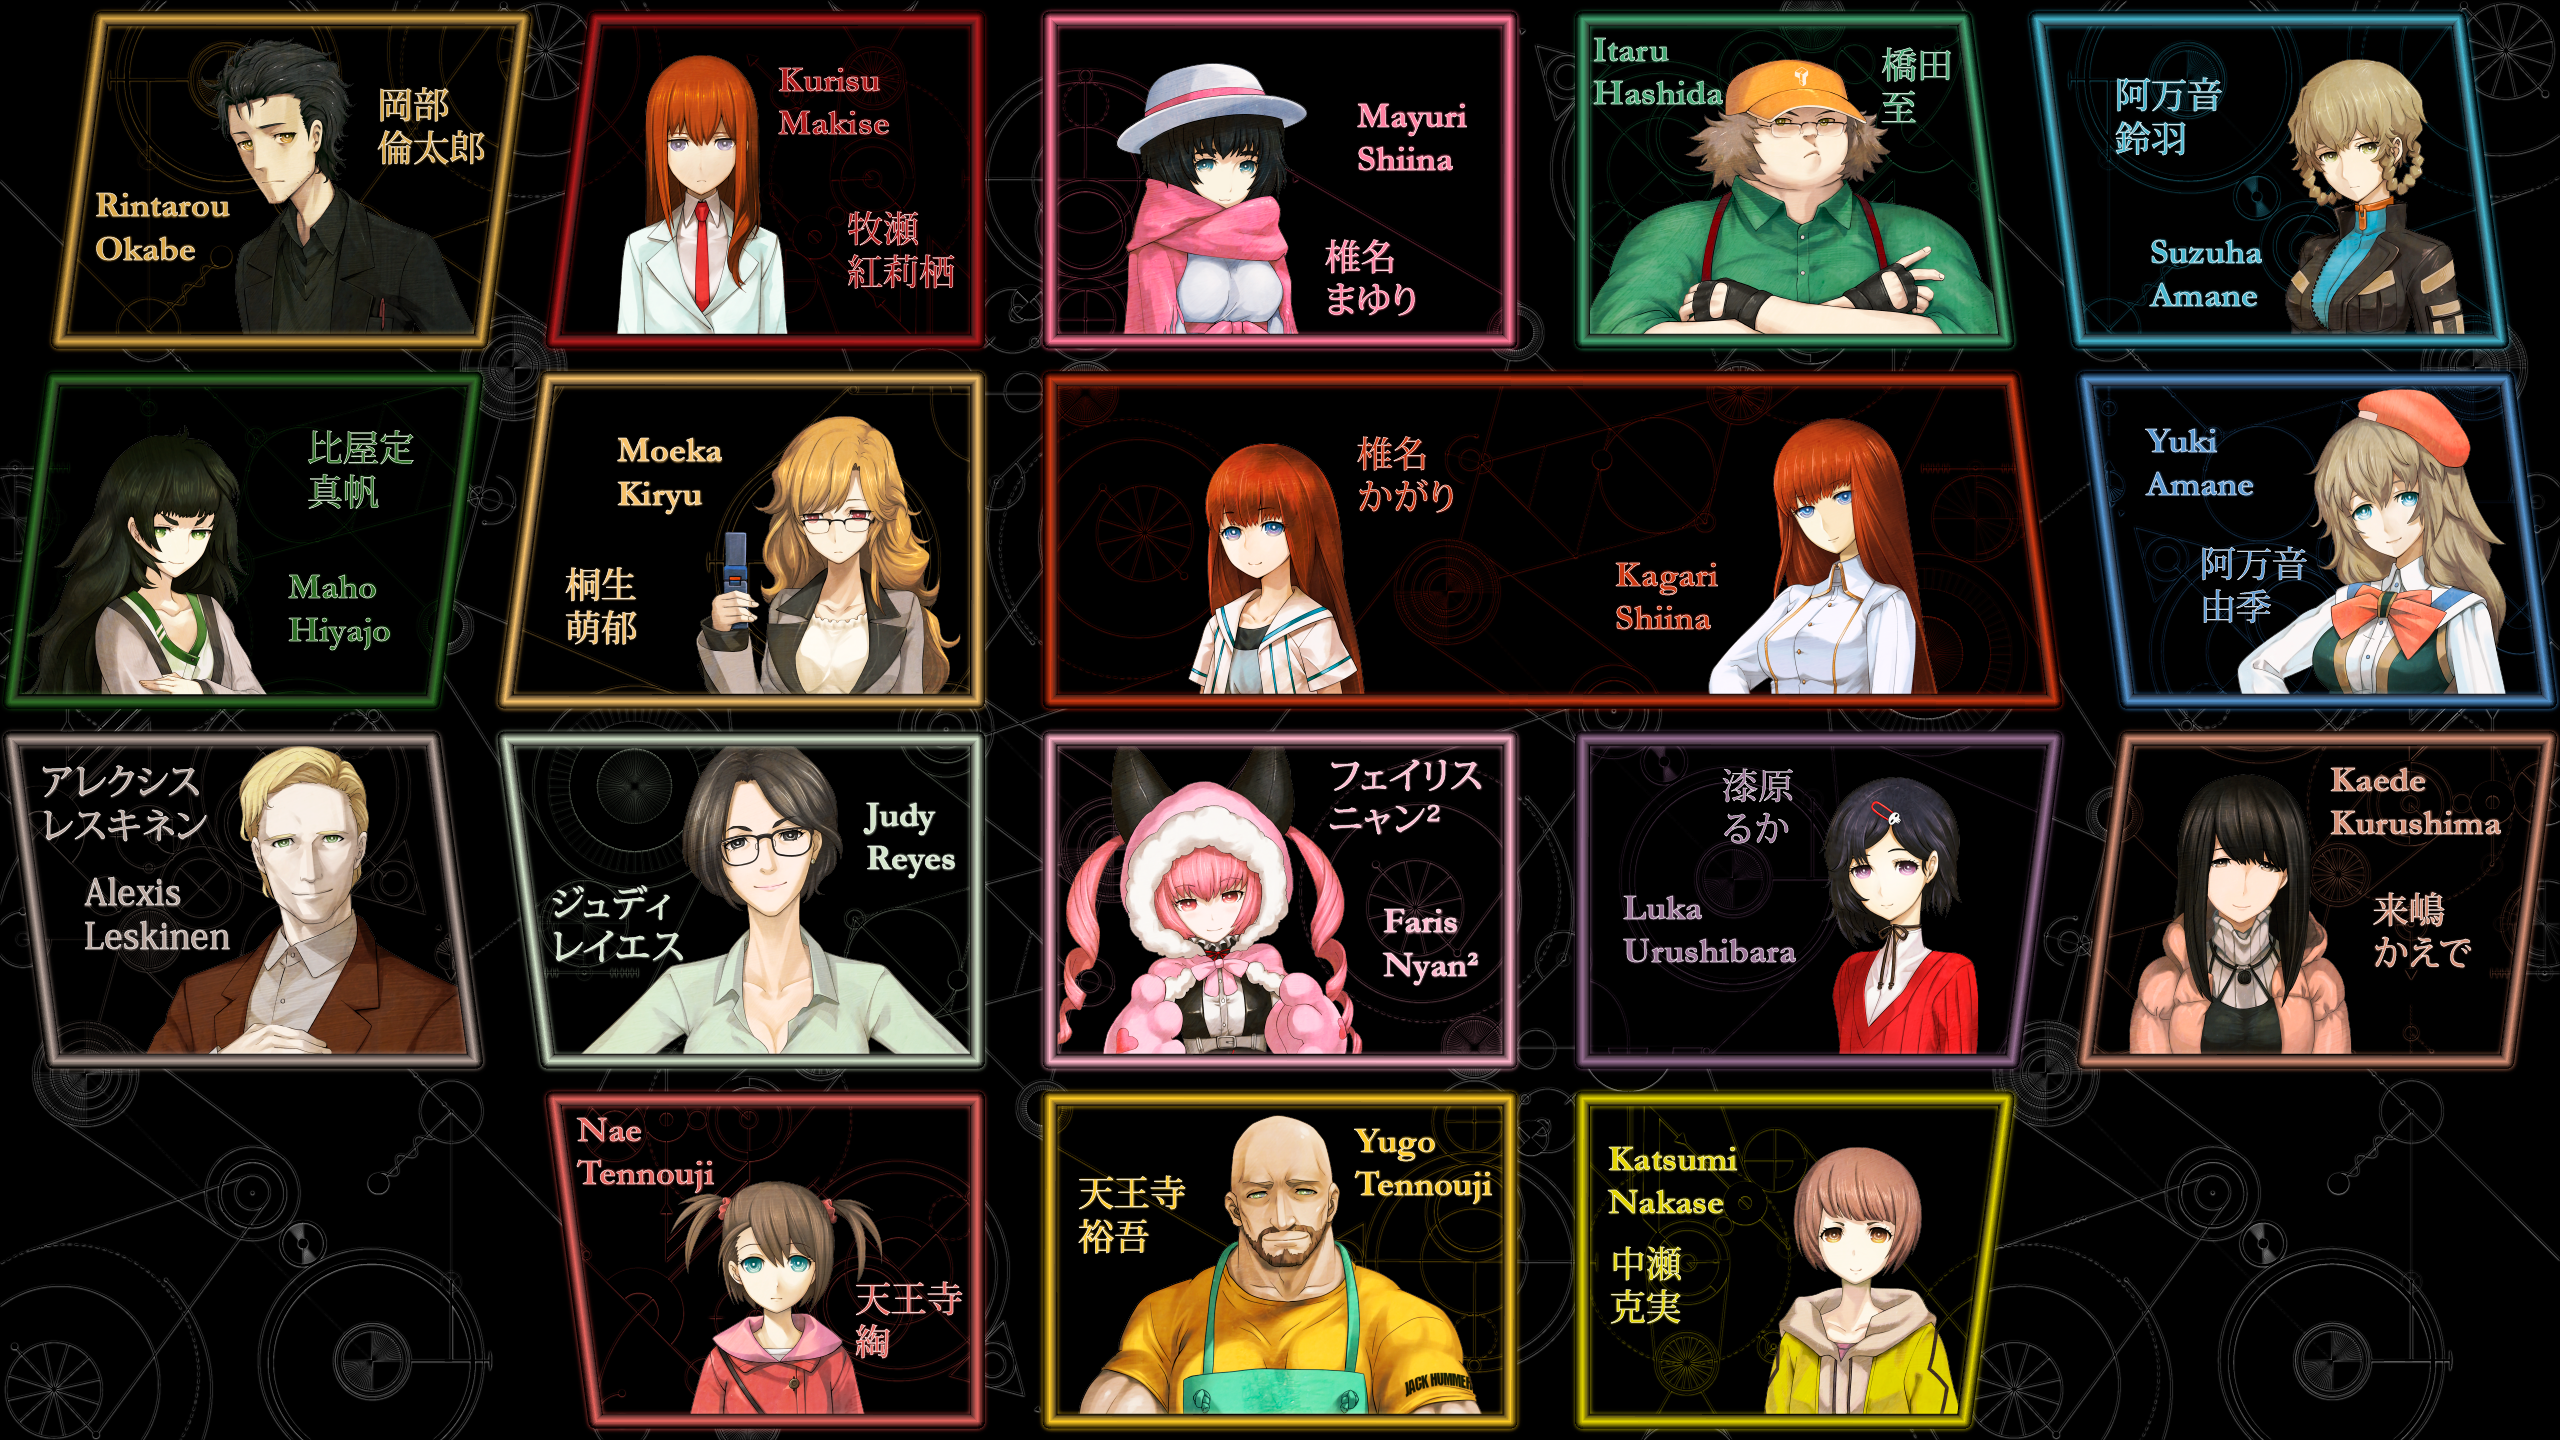 Rintarou
Okabe
岡部
倫太郎
Kurisu
Makise
牧瀬
紅莉栖
Mayuri
Shiina
椎名
まゆり
Itaru
Hashida
橋田
至
阿万音
鈴羽
Suzuha
Amane
比屋定
真帆
Maho
Hiyajo
Moeka
Kiryu
桐生
萌郁
椎名
かがり
Kagari
Shiina
Yuki
Amane
阿万音
由季
アレクシス
レスキネン
Alexis
Leskinen
Judy
Reyes
ジュディ
レイエス
フェイリス
ニャン²
Faris
Nyan²
漆原
るか
Luka
Urushibara
Kaede
Kurushima
来嶋
かえで
Nae
Tennouji
天王寺
綯
Yugo
Tennouji
天王寺
裕吾
JACK HUMMER
Katsumi
Nakase
中瀬
克実